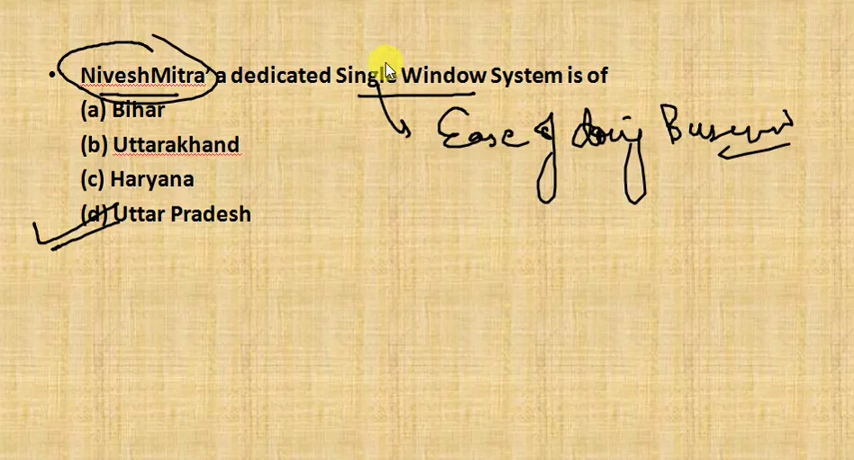 • NiveshMitra’ a dedicated Single Window System is of
(a) Bihar
Ease of doing Business
(b) Uttarakhand
(c) Haryana
(d) Uttar Pradesh